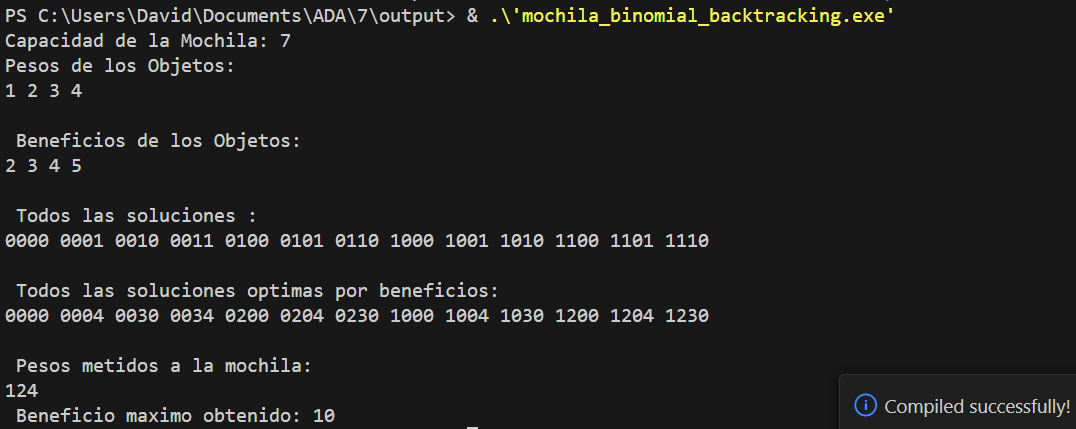 PS C:\Users\David\Documents\ADA\7\output> & .\'mochila_binomial_backtracking.exe'
Capacidad de la Mochila: 7
Pesos de los Objetos:
1 2 3 4
Beneficios de los Objetos:
2 3 4 5
Todos las soluciones :
0000 0001 0010 0011 0100 0101 0110 1000 1001 1010 1100 1101 1110
Todos las soluciones optimas por beneficios:
0000 0004 0030 0034 0200 0204 0230 1000 1004 1030 1200 1204 1230
Pesos metidos a la mochila:
124
Beneficio maximo obtenido: 10
Compiled successfully!